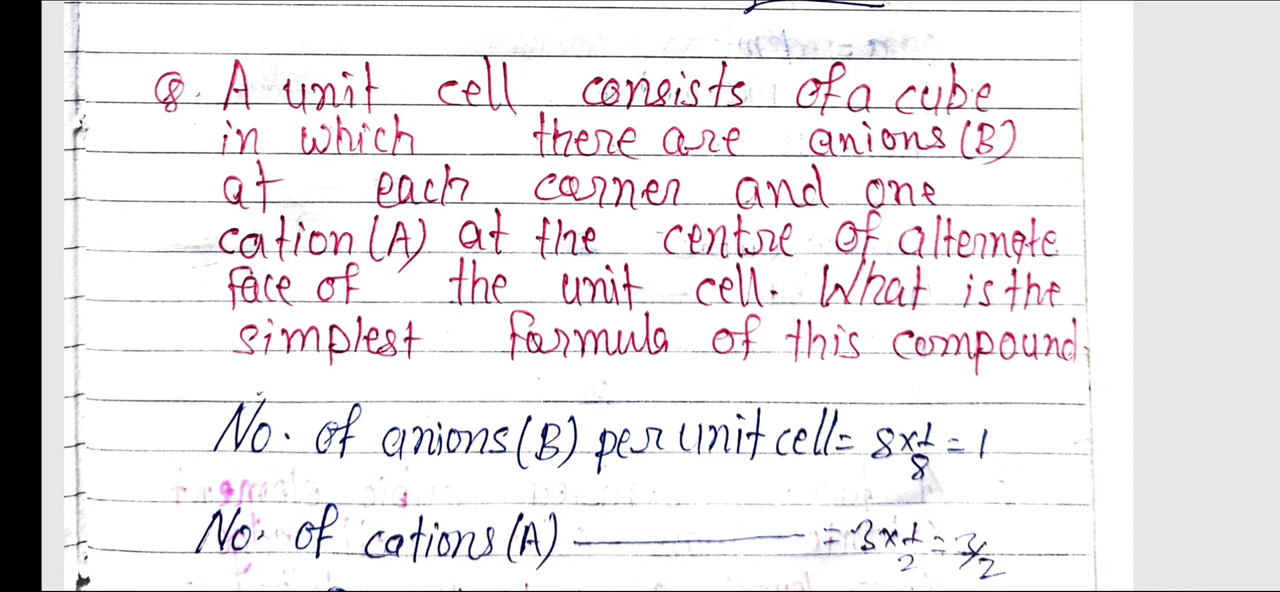 Q. A unit cell consists of a cube
in which there are anions (B)
at each corner and one
cation (A) at the centre of alternate
face of the unit cell. What is the
simplest formula of this compound.
No. of anions (B) per unit cell = 8 x 1/8 = 1
No. of cations (A) ———— = 3 x 1/2 = 3/2